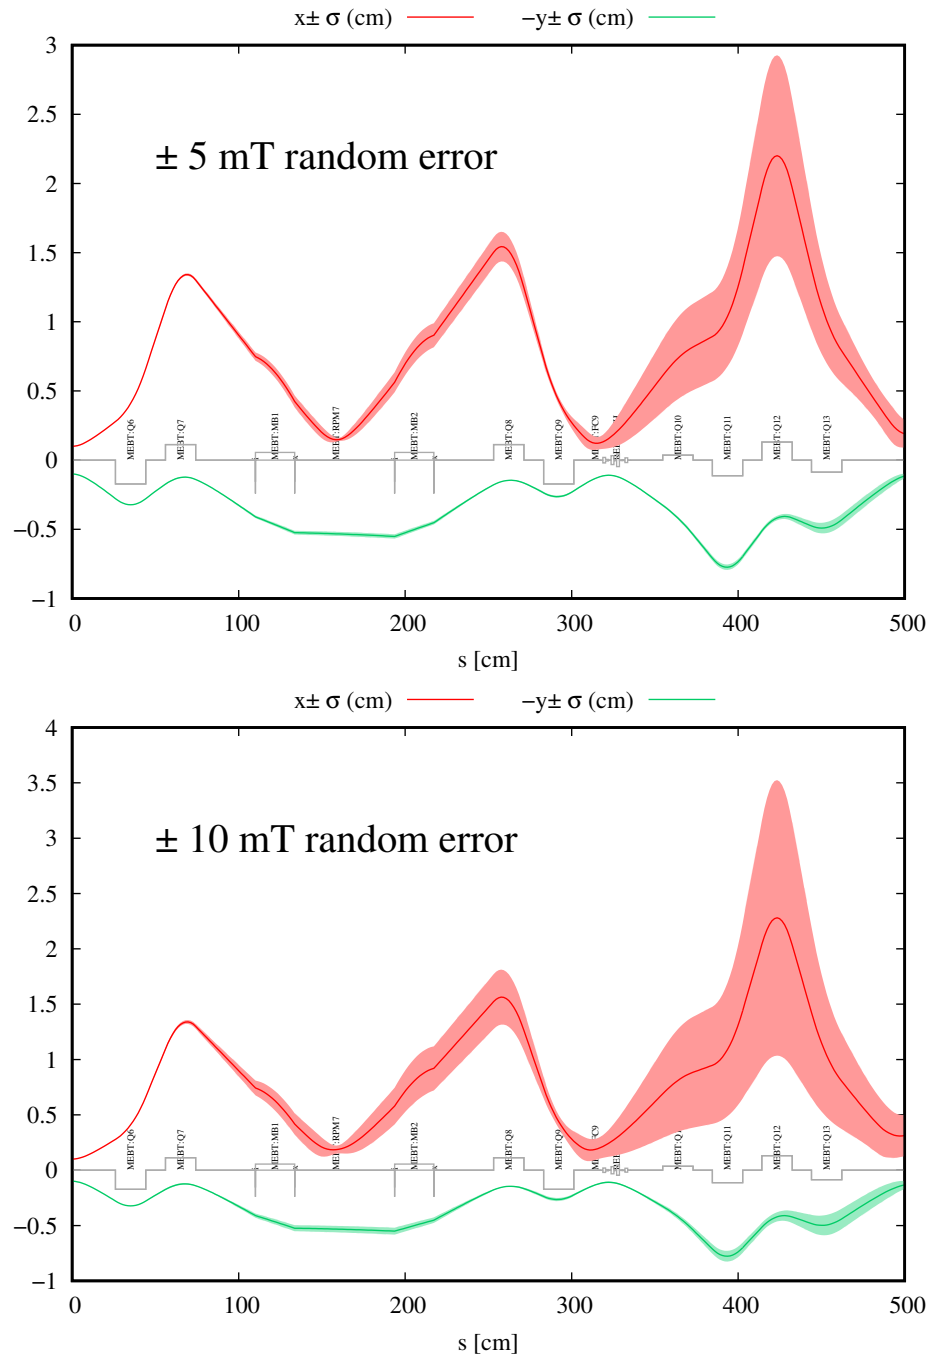 x± σ (cm) −y± σ (cm)
3
2.5
± 5 mT random error
2
1.5
1
0.5
MEBT:Q6 MEBT:Q7 MEBT:MB1 MEBT:RPM7 MEBT:MB2 MEBT:Q8 MEBT:Q9 MEBT:Q10 MEBT:Q11 MEBT:Q12 MEBT:Q13
0
−0.5
−1
0 100 200 300 400 500
s [cm]
x± σ (cm) −y± σ (cm)
4
3.5
± 10 mT random error
3
2.5
2
1.5
1
0.5
MEBT:Q6 MEBT:Q7 MEBT:MB1 MEBT:RPM7 MEBT:MB2 MEBT:Q8 MEBT:Q9 MEBT:Q11 MEBT:Q12 MEBT:Q13
0
−0.5
−1
0 100 200 300 400 500
s [cm]